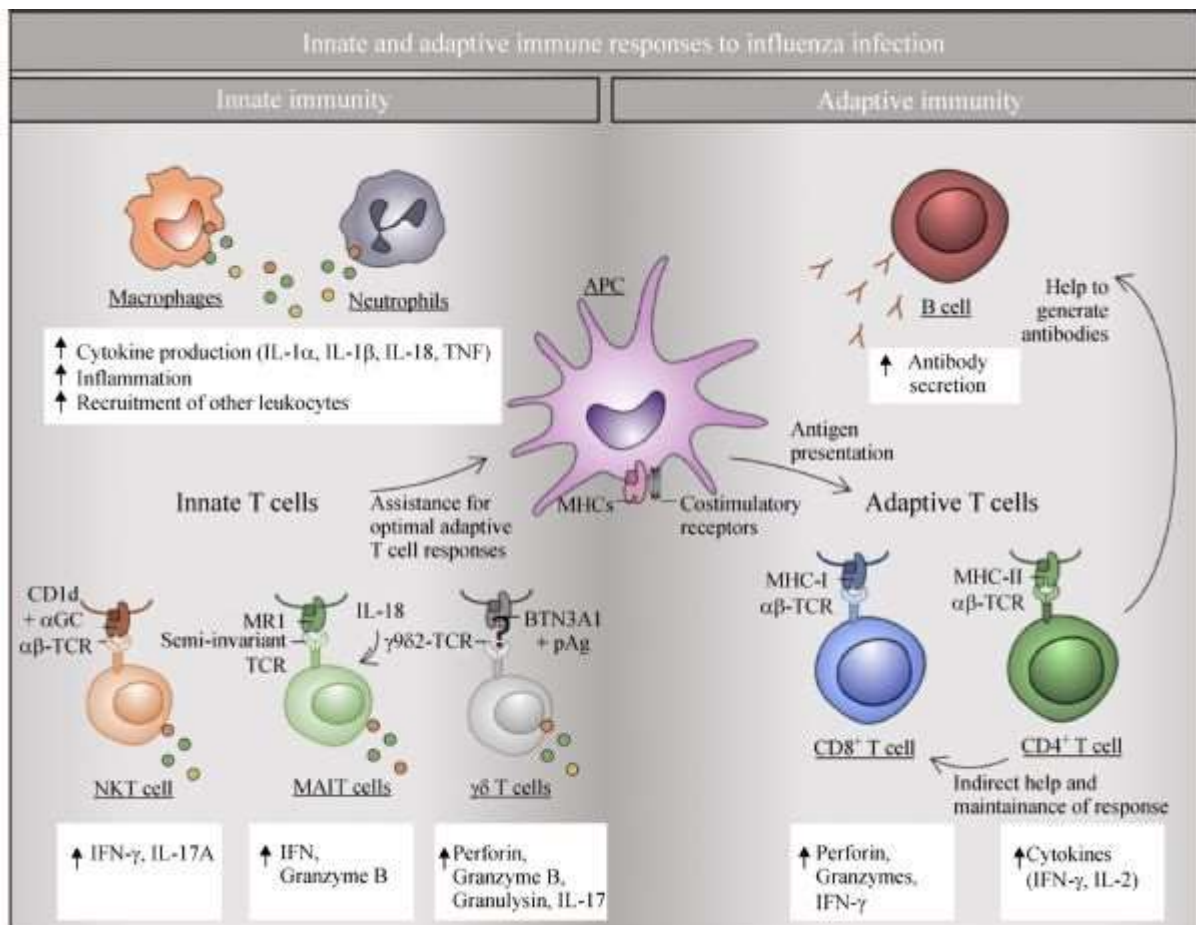 Innate and adaptive immune responses to influenza infection
Innate immunity
Adaptive immunity
Macrophages
Neutrophils
↑ Cytokine production (IL-1α, IL-1β, IL-18, TNF)
↑ Inflammation
↑ Recruitment of other leukocytes
APC
MHCs
Costimulatory
receptors
B cell
↑ Antibody
secretion
Help to
generate
antibodies
Antigen
presentation
Innate T cells
Assistance for
optimal adaptive
T cell responses
Adaptive T cells
CD1d
+ αGC
αβ-TCR
NKT cell
↑ IFN-γ, IL-17A
MR1
Semi-invariant
TCR
IL-18
MAIT cells
↑ IFN,
Granzyme B
γ9δ2-TCR
?
BTN3A1
+ pAg
γδ T cells
↑ Perforin,
Granzyme B,
Granulysin, IL-17
MHC-I
αβ-TCR
CD8⁺ T cell
↑ Perforin,
Granzymes,
IFN-γ
MHC-II
αβ-TCR
CD4⁺ T cell
Indirect help and
maintainance of response
↑ Cytokines
(IFN-γ, IL-2)